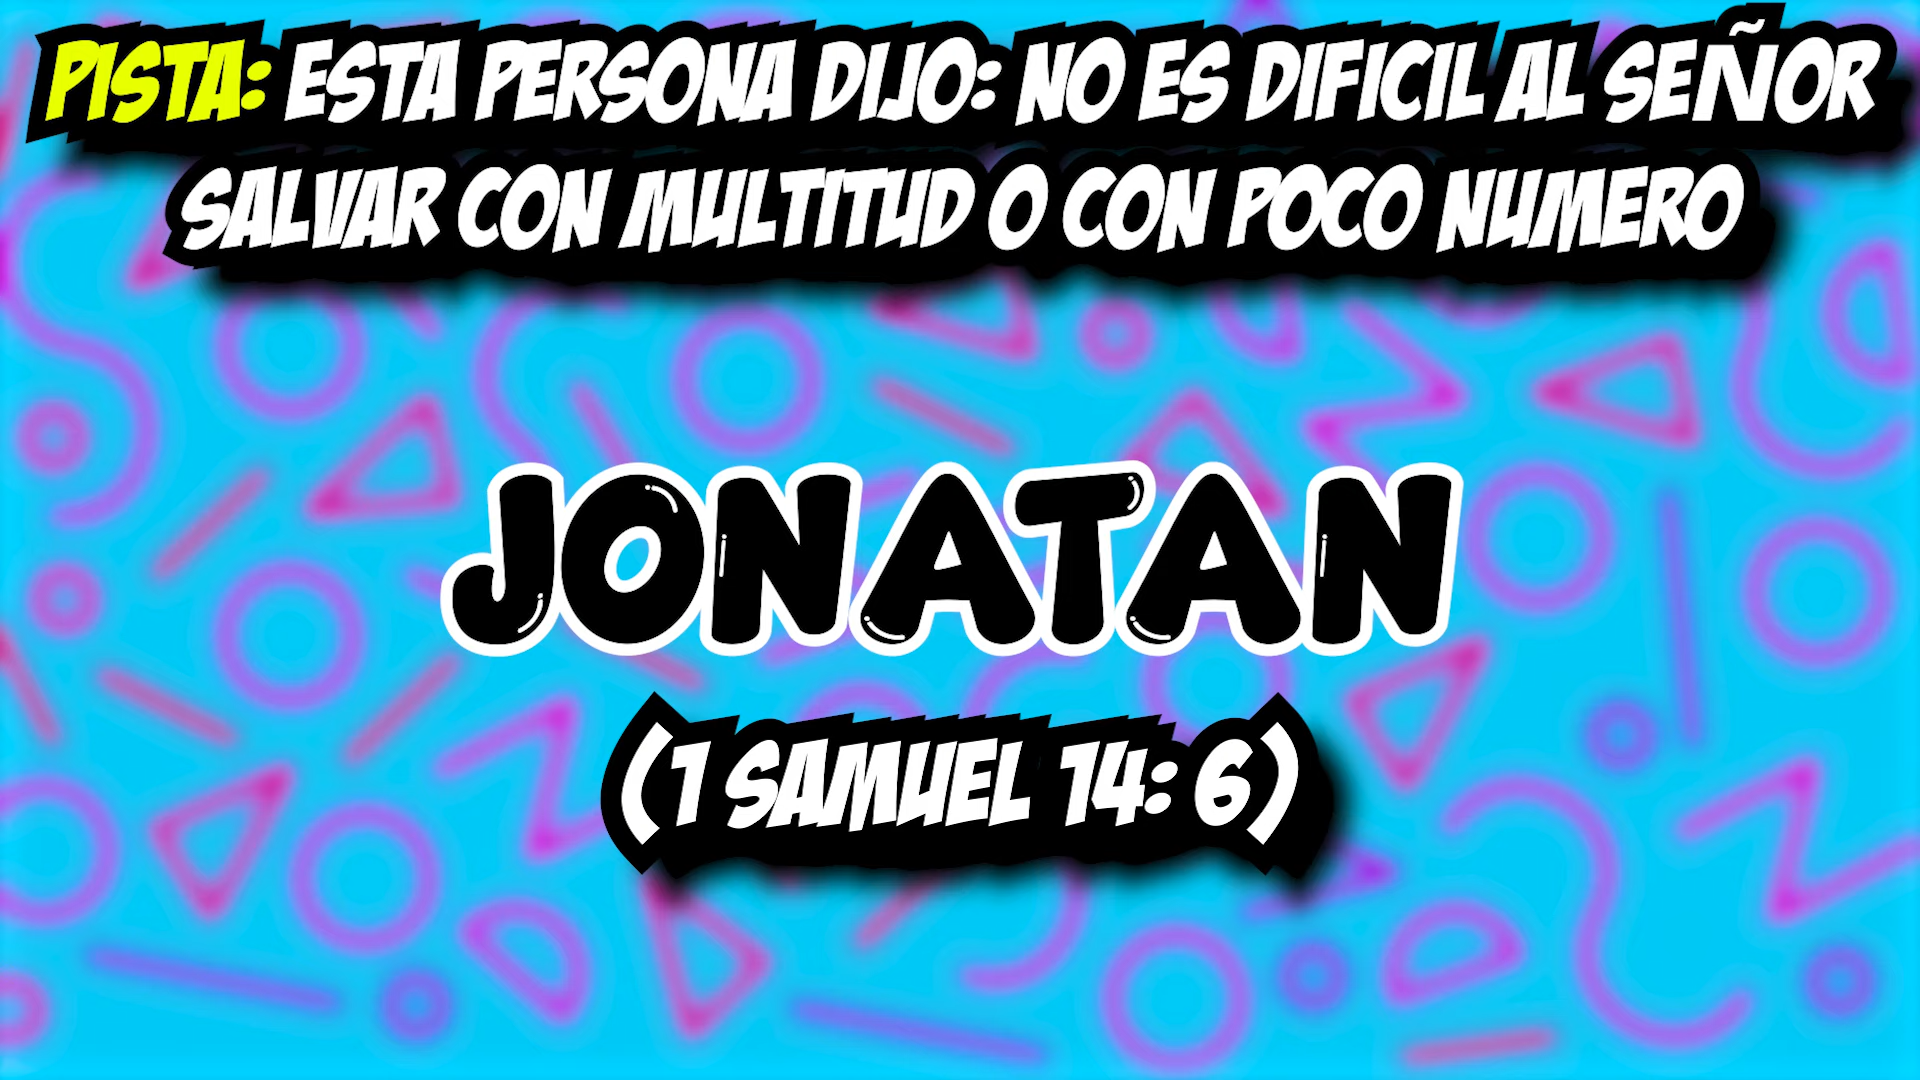 PISTA: ESTA PERSONA DIJO: NO ES DIFICIL AL SEÑOR
SALVAR CON MULTITUD O CON POCO NUMERO
JONATAN
(1 SAMUEL 14: 6)